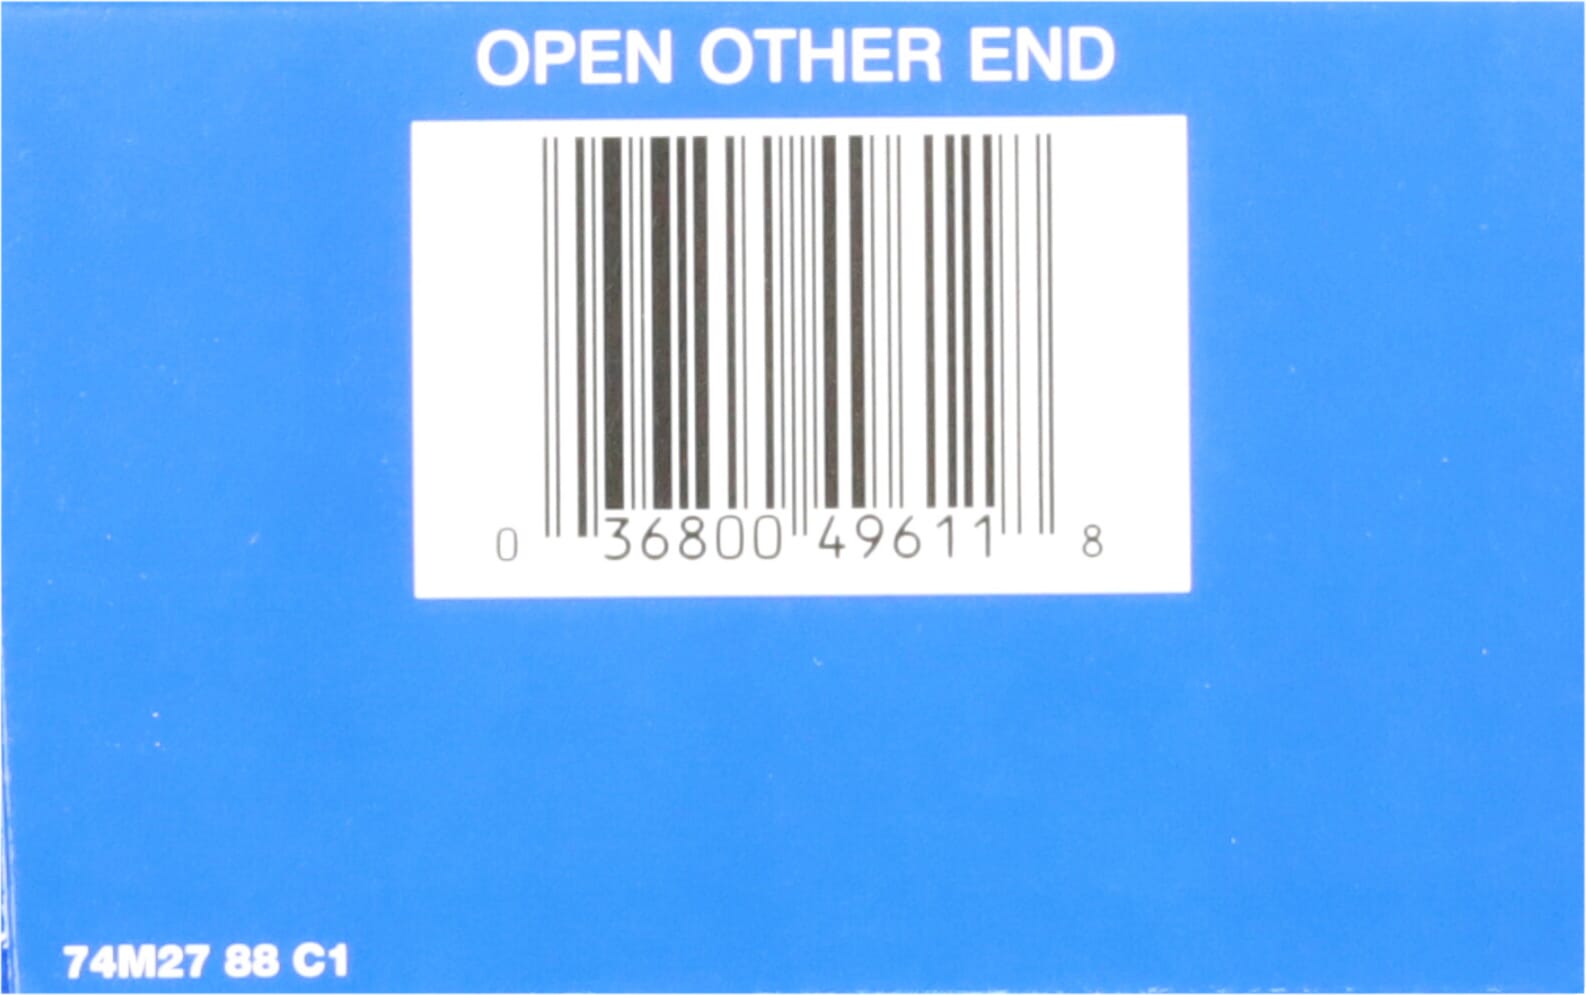 OPEN OTHER END
0 36800 49611 8
74M27 88 C1